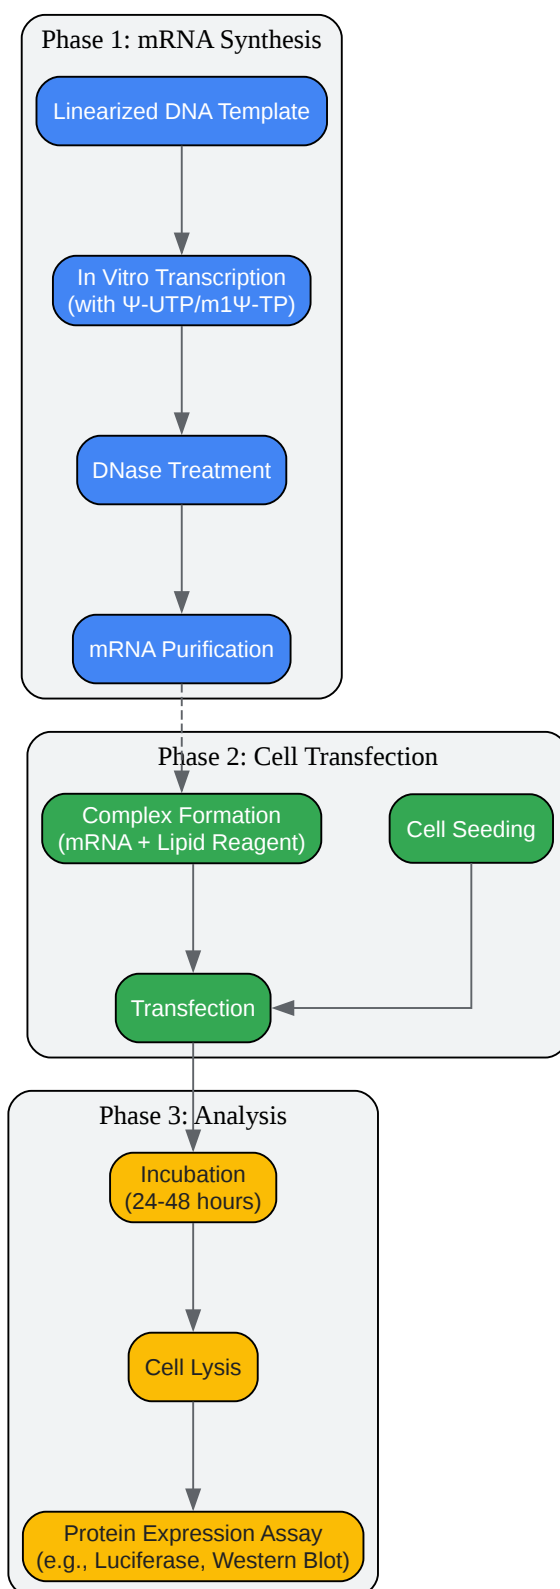 Phase 1: mRNA Synthesis
Linearized DNA Template
In Vitro Transcription
(with Ψ-UTP/m1Ψ-TP)
DNase Treatment
mRNA Purification
Phase 2: Cell Transfection
Complex Formation
(mRNA + Lipid Reagent)
Cell Seeding
Transfection
Phase 3: Analysis
Incubation
(24-48 hours)
Cell Lysis
Protein Expression Assay
(e.g., Luciferase, Western Blot)